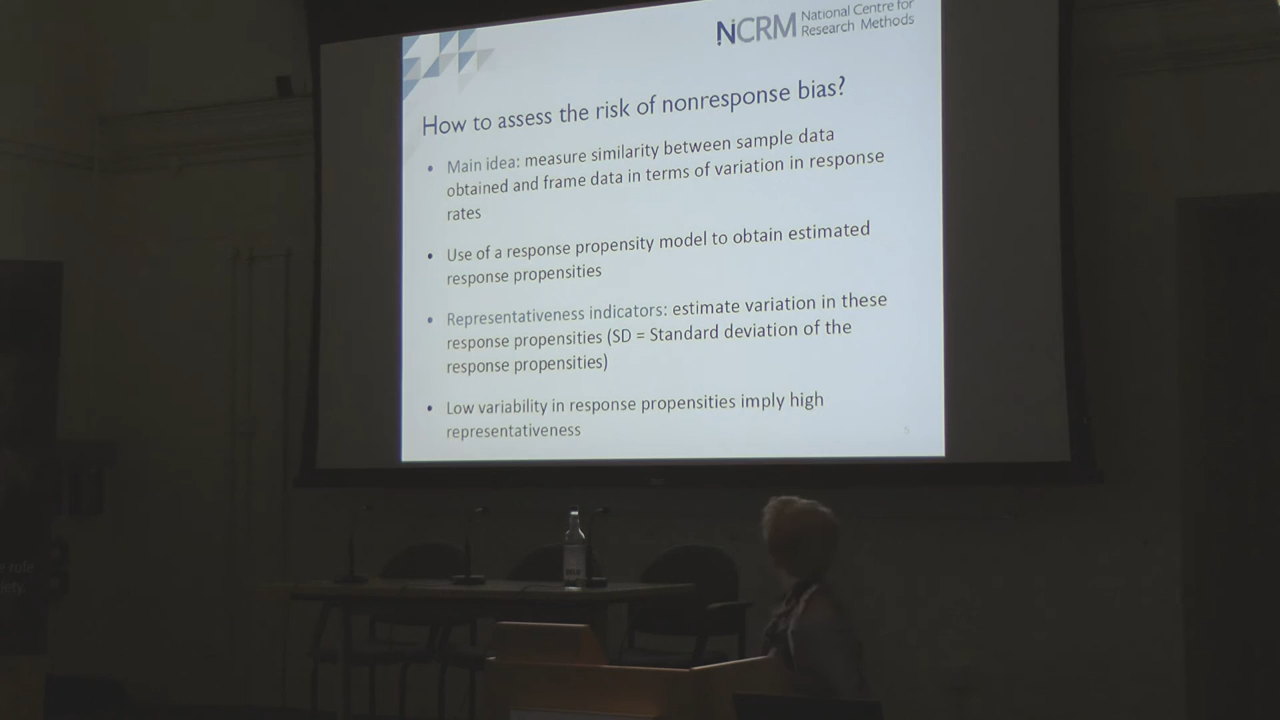 NCRM National Centre for
Research Methods
How to assess the risk of nonresponse bias?
• Main idea: measure similarity between sample data
obtained and frame data in terms of variation in response
rates
• Use of a response propensity model to obtain estimated
response propensities
• Representativeness indicators: estimate variation in these
response propensities (SD = Standard deviation of the
response propensities)
• Low variability in response propensities imply high
representativeness
5
role